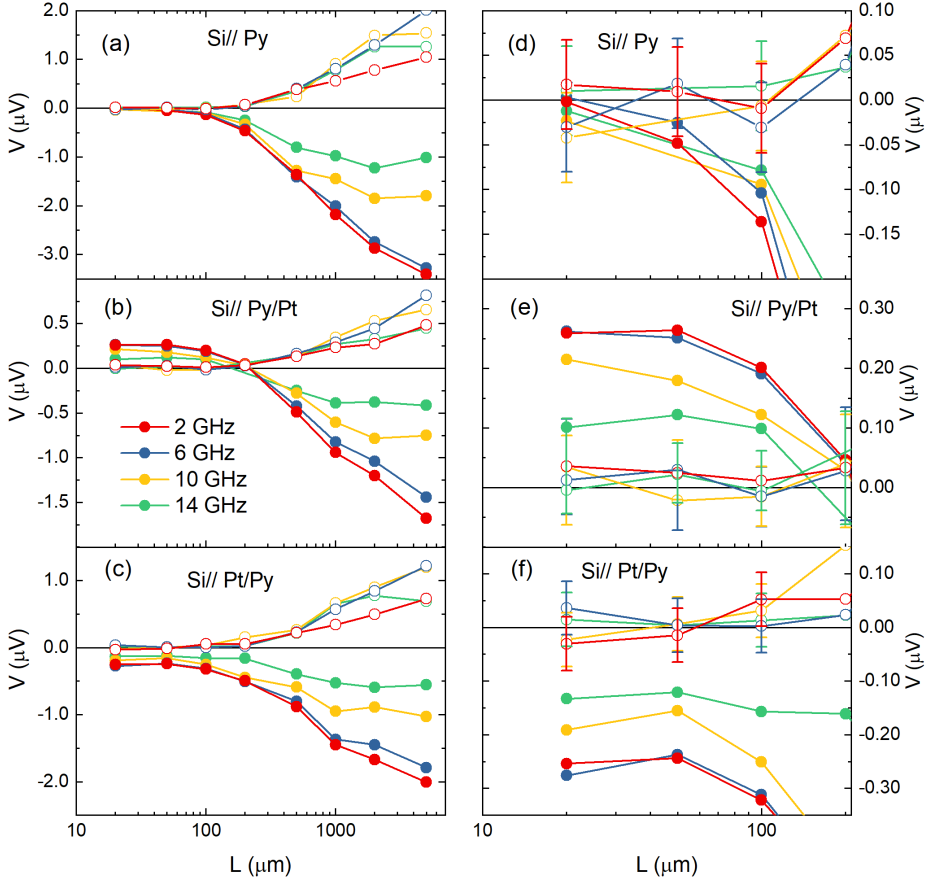 (a) Si// Py
2.0
1.0
0.0
-1.0
-2.0
-3.0
V (μV)
(b) Si// Py/Pt
0.5
0.0
-0.5
-1.0
-1.5
V (μV)
2 GHz
6 GHz
10 GHz
14 GHz
(c) Si// Pt/Py
1.0
0.0
-1.0
-2.0
V (μV)
10 100 1000
L (μm)
(d) Si// Py
0.10
0.05
0.00
-0.05
-0.10
-0.15
V (μV)
(e) Si// Py/Pt
0.30
0.20
0.10
0.00
V (μV)
(f) Si// Pt/Py
0.10
0.00
-0.10
-0.20
-0.30
V (μV)
10 100
L (μm)